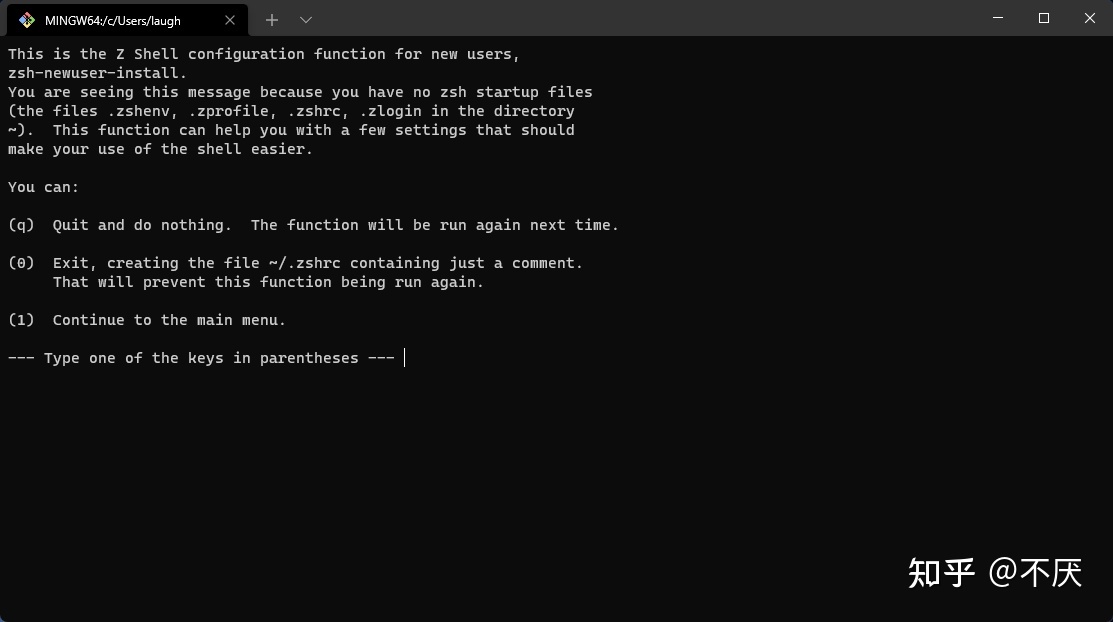 MINGW64:/c/Users/laugh
This is the Z Shell configuration function for new users,
zsh-newuser-install.
You are seeing this message because you have no zsh startup files
(the files .zshenv, .zprofile, .zshrc, .zlogin in the directory
~).  This function can help you with a few settings that should
make your use of the shell easier.
You can:
(q)  Quit and do nothing.  The function will be run again next time.
(0)  Exit, creating the file ~/.zshrc containing just a comment.
That will prevent this function being run again.
(1)  Continue to the main menu.
--- Type one of the keys in parentheses ---
知乎 @不厌